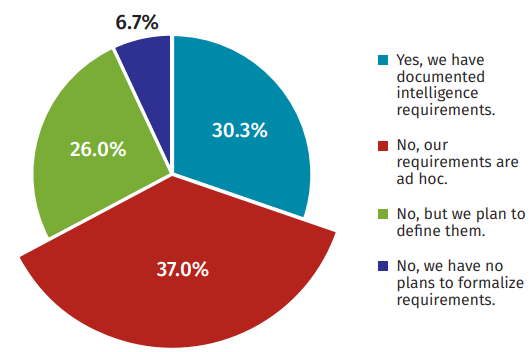 6.7%
30.3%
26.0%
37.0%
Yes, we have
documented
intelligence
requirements.
No, our
requirements are
ad hoc.
No, but we plan to
define them.
No, we have no
plans to formalize
requirements.